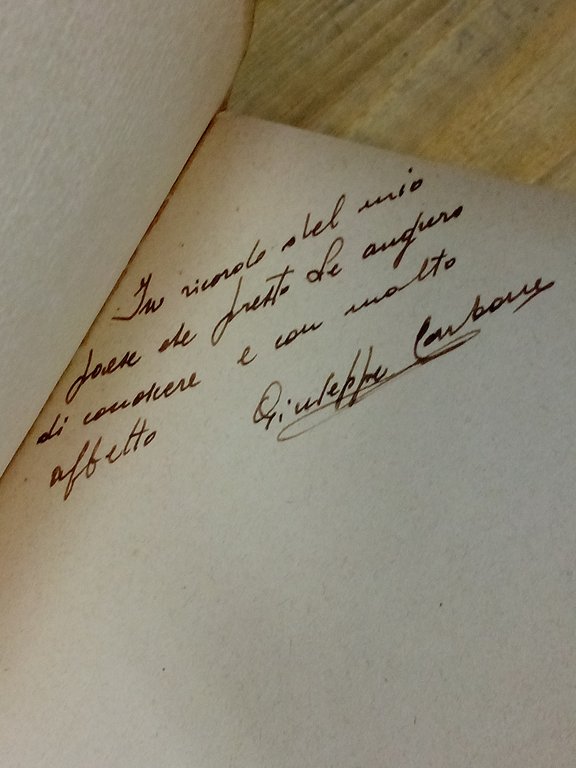 In ricordo del mio
paese che presto Le auguro
di conoscere e con molto
affetto
Giuseppe Carbone